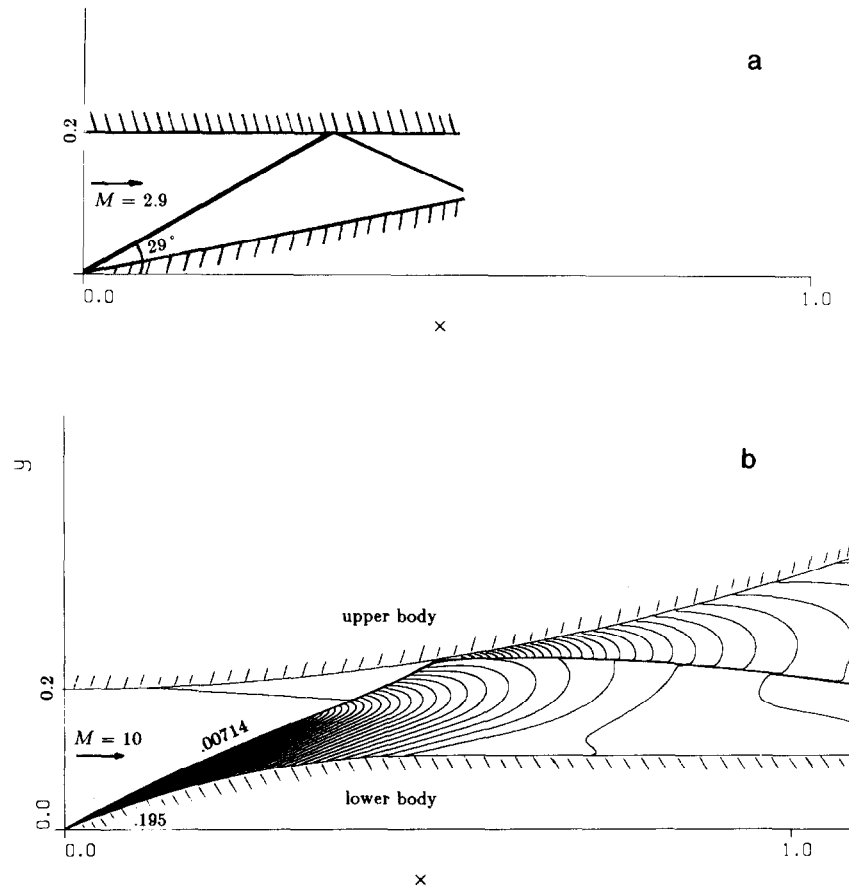 a
0.2
M = 2.9
29°
0.0
1.0
x
b
y
upper body
0.2
.00714
M = 10
lower body
0.0
.195
0.0
1.0
x